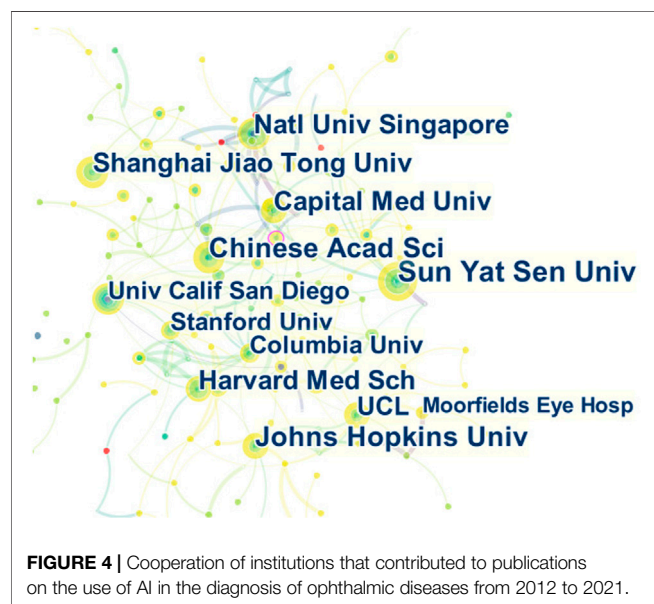 Natl Univ Singapore
Shanghai Jiao Tong Univ
Capital Med Univ
Chinese Acad Sci
Sun Yat Sen Univ
Univ Calif San Diego
Stanford Univ
Columbia Univ
Harvard Med Sch
UCL Moorfields Eye Hosp
Johns Hopkins Univ
FIGURE 4 | Cooperation of institutions that contributed to publications
on the use of AI in the diagnosis of ophthalmic diseases from 2012 to 2021.